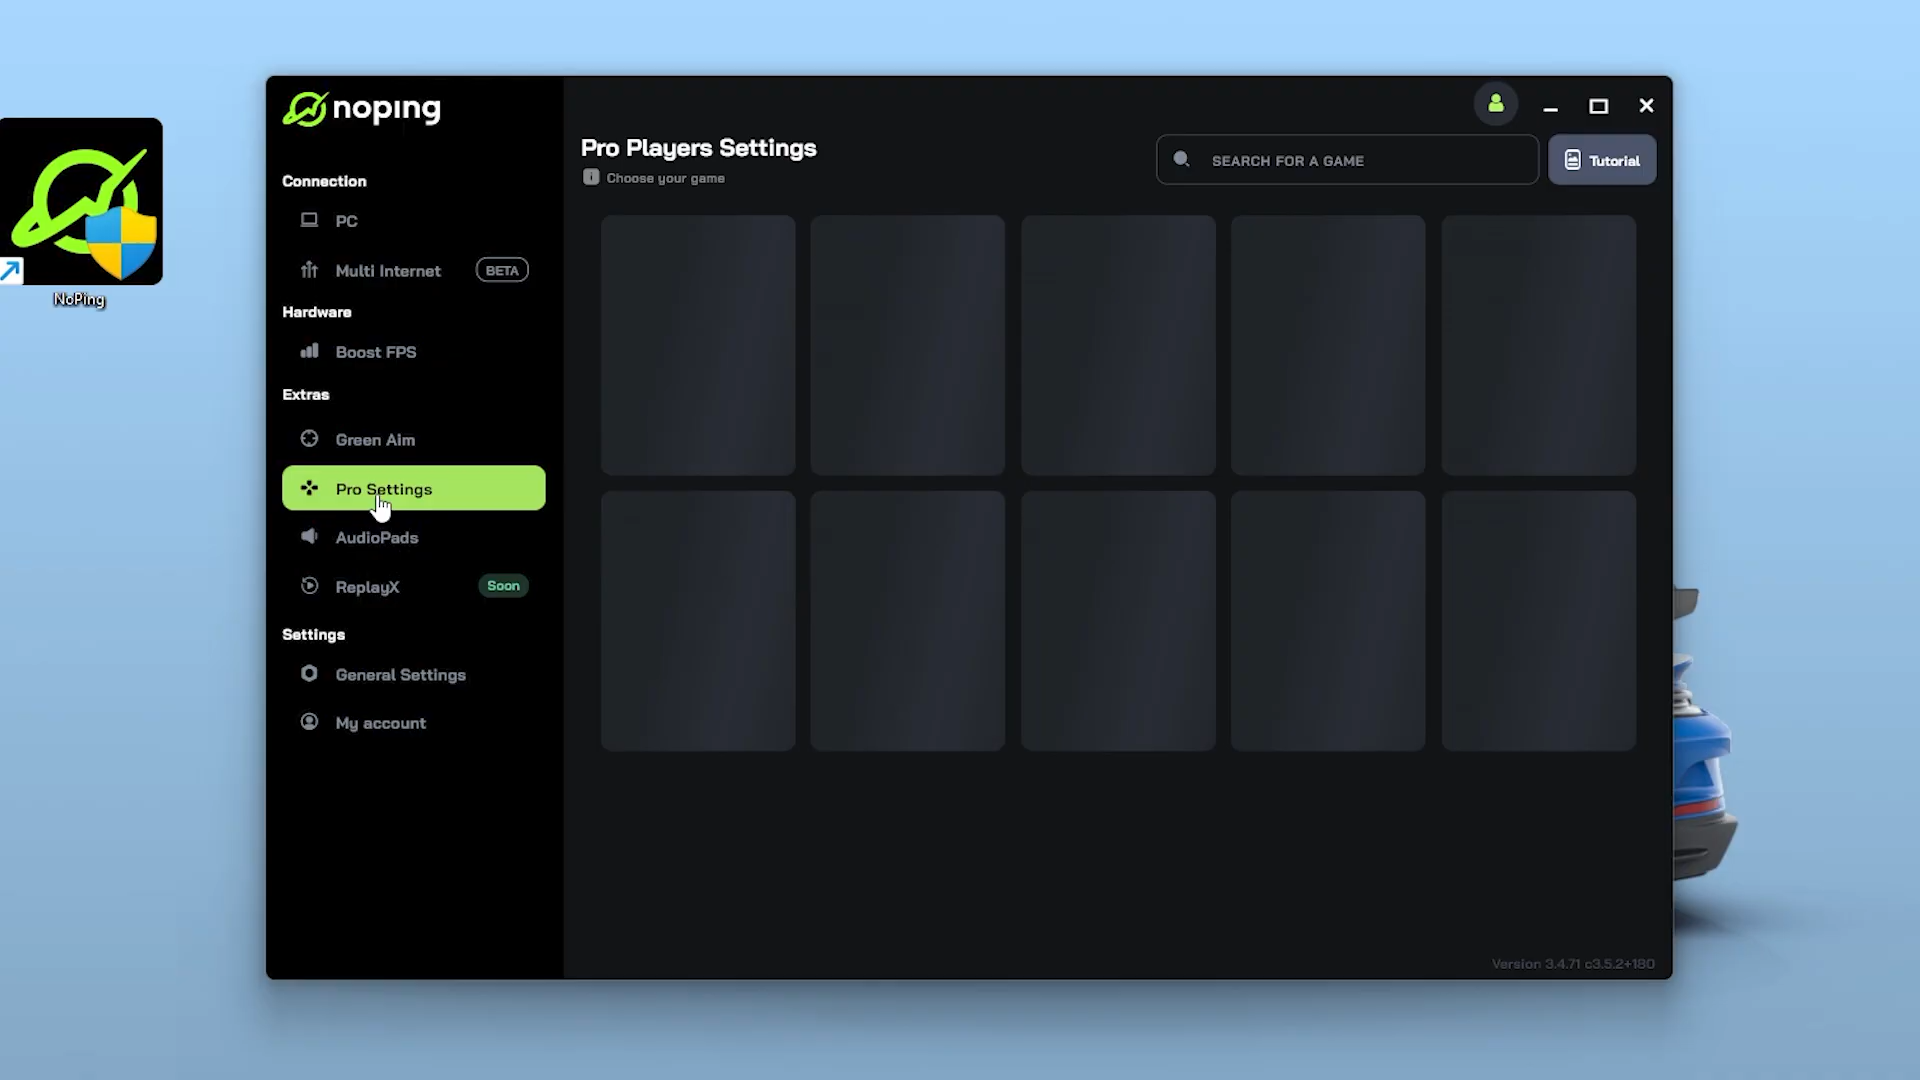 NoPing
noping
Connection
PC
Multi Internet BETA
Hardware
Boost FPS
Extras
Green Aim
Pro Settings
AudioPads
ReplayX Soon
Settings
General Settings
My account
Pro Players Settings
Choose your game
SEARCH FOR A GAME
Tutorial
Version 3.4.71 c3.5.2+180